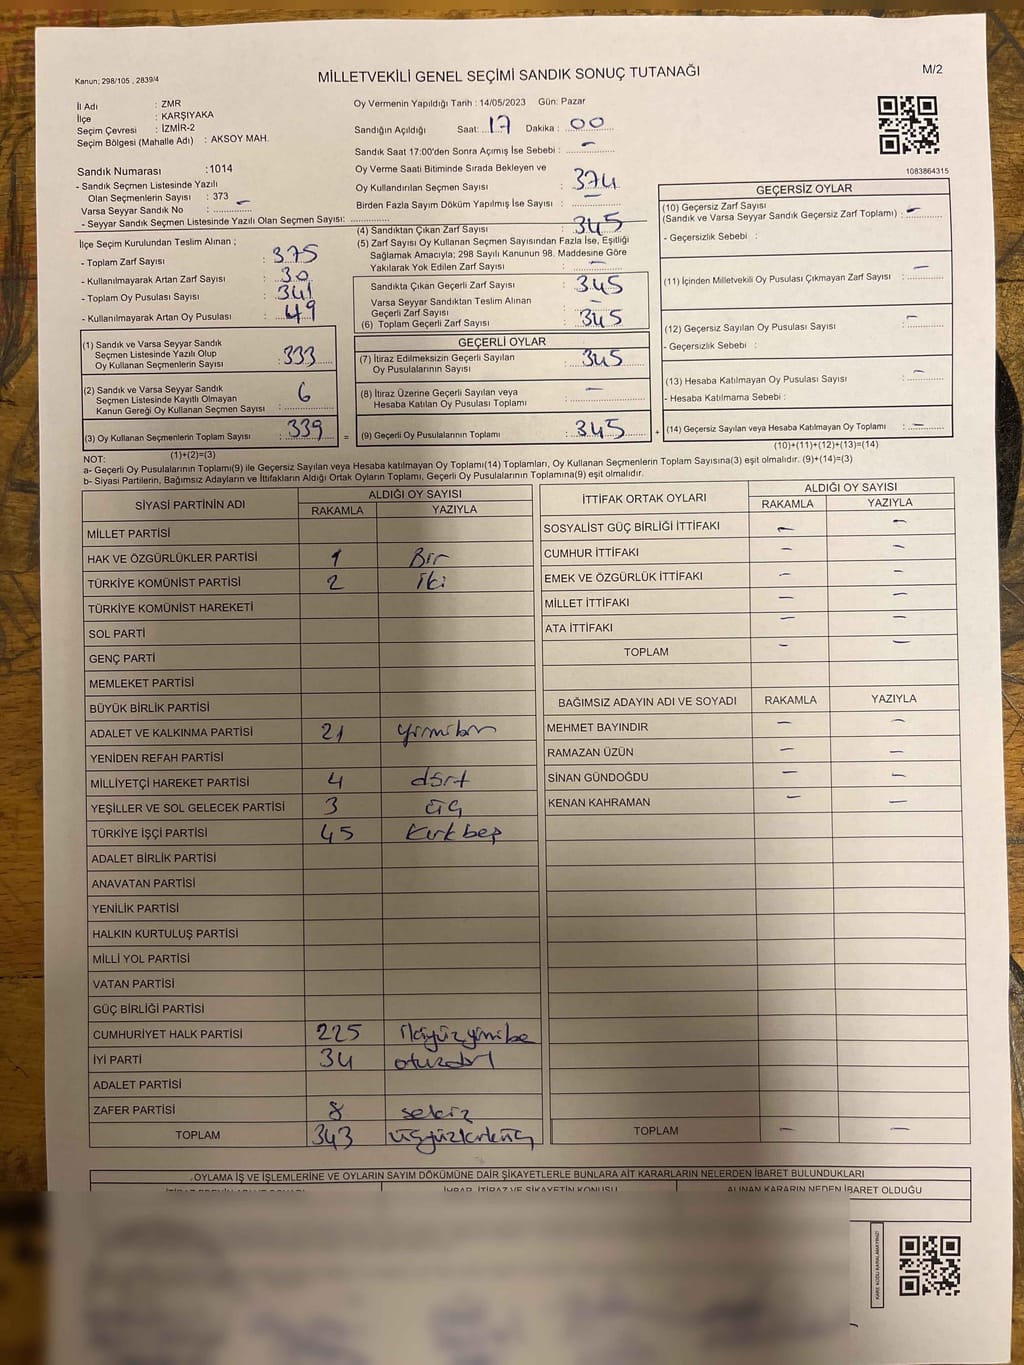 Kanun; 298/105 , 2839/4
MİLLETVEKİLİ GENEL SEÇİMİ SANDIK SONUÇ TUTANAĞI
M/2
İl Adı : ZMR
İlçe : KARŞIYAKA
Seçim Çevresi : İZMİR-2
Seçim Bölgesi (Mahalle Adı) : AKSOY MAH.
Oy Vermenin Yapıldığı Tarih : 14/05/2023 Gün: Pazar
Sandığın Açıldığı Saat: 17 Dakika : 00
Sandık Saat 17:00'den Sonra Açımış İse Sebebi : -
Oy Verme Saati Bitiminde Sırada Bekleyen ve
Oy Kullandırılan Seçmen Sayısı : 374
Birden Fazla Sayım Döküm Yapılmış İse Sayısı : -
1083864315
Sandık Numarası :1014
- Sandık Seçmen Listesinde Yazılı
Olan Seçmenlerin Sayısı : 373
Varsa Seyyar Sandık No : -
- Seyyar Sandık Seçmen Listesinde Yazılı Olan Seçmen Sayısı:
İlçe Seçim Kurulundan Teslim Alınan ;
- Toplam Zarf Sayısı : 375
- Kullanılmayarak Artan Zarf Sayısı : 30
- Toplam Oy Pusulası Sayısı : 341
- Kullanılmayarak Artan Oy Pusulası : 49
(1) Sandık ve Varsa Seyyar Sandık
Seçmen Listesinde Yazılı Olup
Oy Kullanan Seçmenlerin Sayısı : 333
(2) Sandık ve Varsa Seyyar Sandık
Seçmen Listesinde Kayıtlı Olmayan
Kanun Gereği Oy Kullanan Seçmen Sayısı : 6
(3) Oy Kullanan Seçmenlerin Toplam Sayısı : 339
(1)+(2)=(3)
(4) Sandıktan Çıkan Zarf Sayısı : 345
(5) Zarf Sayısı Oy Kullanan Seçmen Sayısından Fazla İse, Eşitliği
Sağlamak Amacıyla; 298 Sayılı Kanunun 98. Maddesine Göre
Yakılarak Yok Edilen Zarf Sayısı : -
Sandıkta Çıkan Geçerli Zarf Sayısı : 345
Varsa Seyyar Sandıktan Teslim Alınan
Geçerli Zarf Sayısı : -
(6) Toplam Geçerli Zarf Sayısı : 345
GEÇERLİ OYLAR
(7) İtiraz Edilmeksizin Geçerli Sayılan
Oy Pusulalarının Sayısı : 345
(8) İtiraz Üzerine Geçerli Sayılan veya
Hesaba Katılan Oy Pusulası Toplamı : -
= (9) Geçerli Oy Pusulalarının Toplamı : 345 +
GEÇERSİZ OYLAR
(10) Geçersiz Zarf Sayısı
(Sandık ve Varsa Seyyar Sandık Geçersiz Zarf Toplamı) : -
- Geçersizlik Sebebi :
(11) İçinden Milletvekili Oy Pusulası Çıkmayan Zarf Sayısı : -
(12) Geçersiz Sayılan Oy Pusulası Sayısı : -
- Geçersizlik Sebebi :
(13) Hesaba Katılmayan Oy Pusulası Sayısı : -
- Hesaba Katılmama Sebebi :
(14) Geçersiz Sayılan veya Hesaba Katılmayan Oy Toplamı : -
(10)+(11)+(12)+(13)=(14)
NOT:
a- Geçerli Oy Pusulalarının Toplamı(9) ile Geçersiz Sayılan veya Hesaba katılmayan Oy Toplamı(14) Toplamları, Oy Kullanan Seçmenlerin Toplam Sayısına(3) eşit olmalıdır. (9)+(14)=(3)
b- Siyasi Partilerin, Bağımsız Adayların ve İttifakların Aldığı Ortak Oyların Toplamı, Geçerli Oy Pusulalarının Toplamına(9) eşit olmalıdır.
SİYASİ PARTİNİN ADI ALDIĞI OY SAYISI
RAKAMLA YAZIYLA
MİLLET PARTİSİ
HAK VE ÖZGÜRLÜKLER PARTİSİ 1 Bir
TÜRKİYE KOMÜNİST PARTİSİ 2 iki
TÜRKİYE KOMÜNİST HAREKETİ
SOL PARTİ
GENÇ PARTİ
MEMLEKET PARTİSİ
BÜYÜK BİRLİK PARTİSİ
ADALET VE KALKINMA PARTİSİ 21 yirmibir
YENİDEN REFAH PARTİSİ
MİLLİYETÇİ HAREKET PARTİSİ 4 dört
YEŞİLLER VE SOL GELECEK PARTİSİ 3 üç
TÜRKİYE İŞÇİ PARTİSİ 45 kırkbeş
ADALET BİRLİK PARTİSİ
ANAVATAN PARTİSİ
YENİLİK PARTİSİ
HALKIN KURTULUŞ PARTİSİ
MİLLİ YOL PARTİSİ
VATAN PARTİSİ
GÜÇ BİRLİĞİ PARTİSİ
CUMHURİYET HALK PARTİSİ 225 ikiyüzyirmibe
İYİ PARTİ 34 otuzdört
ADALET PARTİSİ
ZAFER PARTİSİ 8 sekiz
TOPLAM 343 üçyüzkırküç
İTTİFAK ORTAK OYLARI ALDIĞI OY SAYISI
RAKAMLA YAZIYLA
SOSYALİST GÜÇ BİRLİĞİ İTTİFAKI - -
CUMHUR İTTİFAKI - -
EMEK VE ÖZGÜRLÜK İTTİFAKI - -
MİLLET İTTİFAKI - -
ATA İTTİFAKI - -
TOPLAM - -
BAĞIMSIZ ADAYIN ADI VE SOYADI RAKAMLA YAZIYLA
MEHMET BAYINDIR - -
RAMAZAN ÜZÜN - -
SİNAN GÜNDOĞDU - -
KENAN KAHRAMAN - -
TOPLAM - -
OYLAMA İŞ VE İŞLEMLERİNE VE OYLARIN SAYIM DÖKÜMÜNE DAİR ŞİKAYETLERLE BUNLARA AİT KARARLARIN NELERDEN İBARET BULUNDUKLARI
İHBAR, İTİRAZ VE ŞİKAYETİN KONUSU ALINAN KARARIN NEDEN İBARET OLDUĞU
KARE KODU KARALAMAYINIZ!